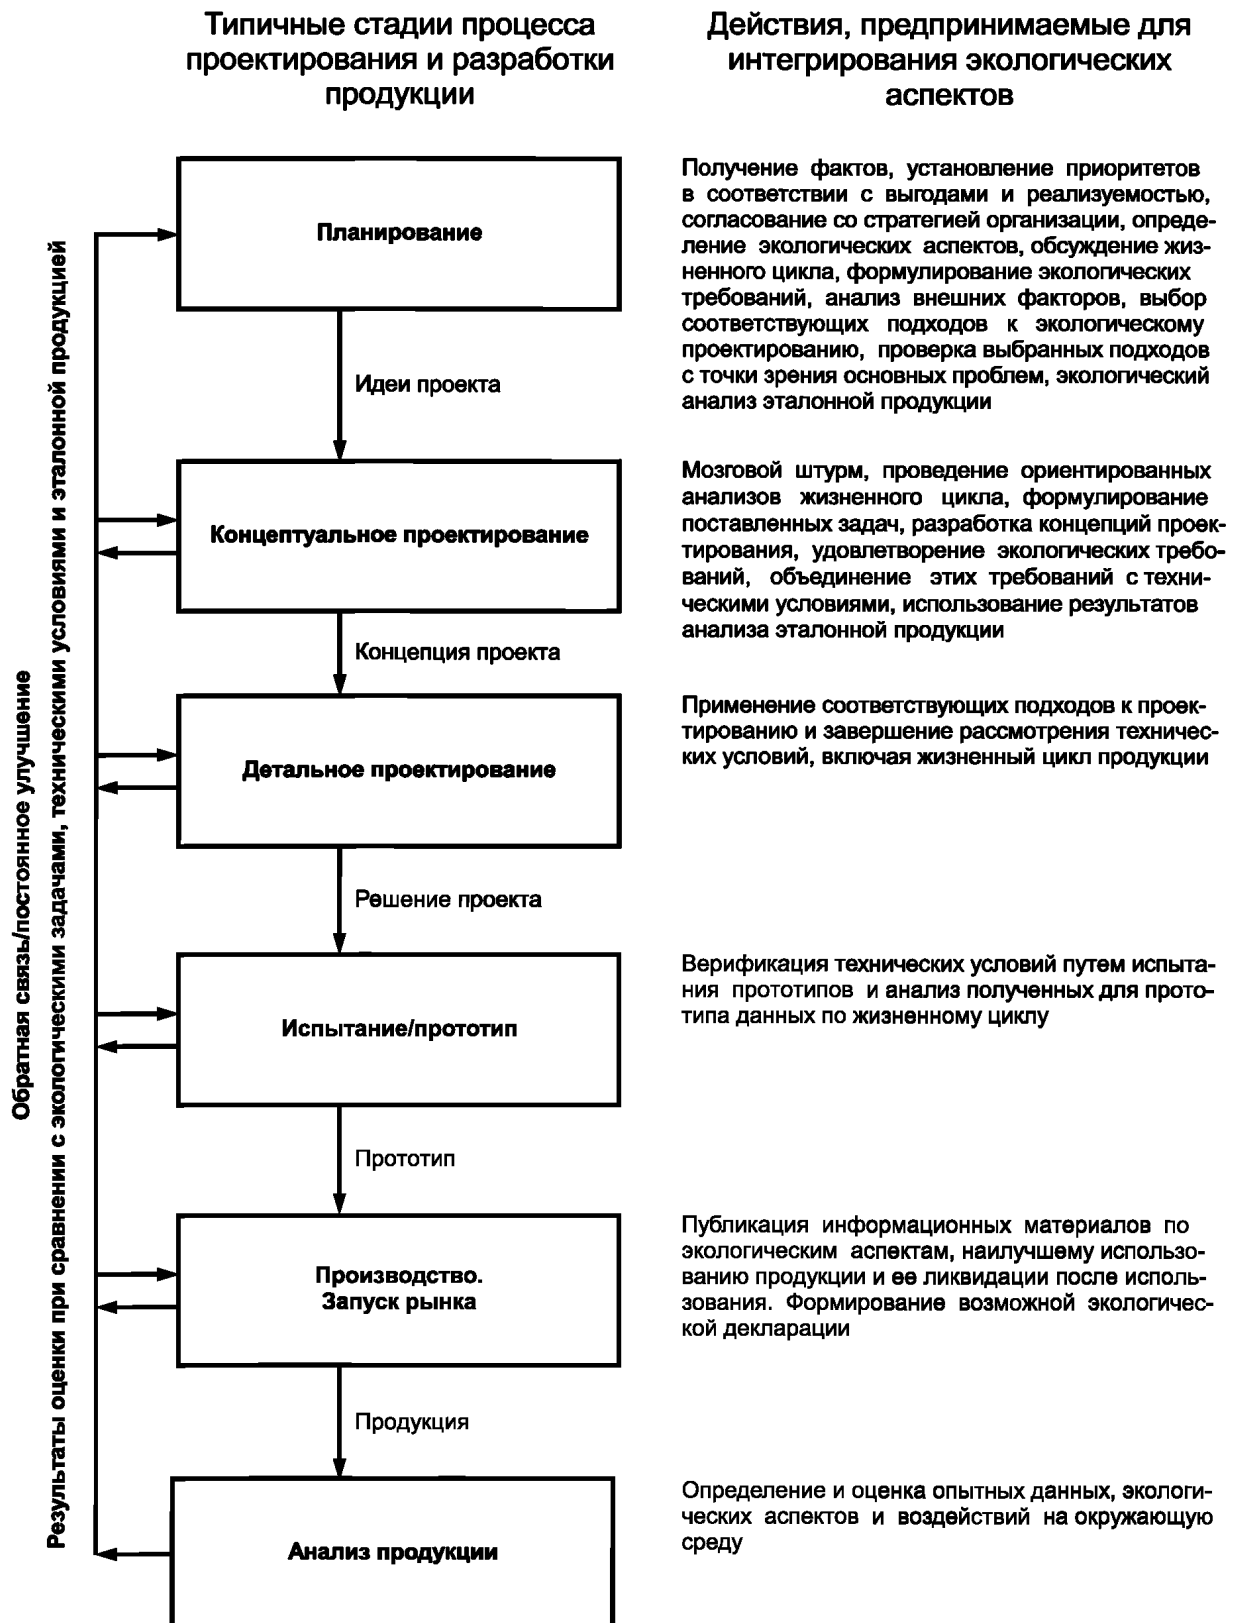 Типичные стадии процесса
проектирования и разработки
продукции
Действия, предпринимаемые для
интегрирования экологических
аспектов
Обратная связь/постоянное улучшение
Результаты оценки при сравнении с экологическими задачами, техническими условиями и эталонной продукцией
Планирование
Получение фактов, установление приоритетов
в соответствии с выгодами и реализуемостью,
согласование со стратегией организации, опреде-
ление экологических аспектов, обсуждение жиз-
ненного цикла, формулирование экологических
требований, анализ внешних факторов, выбор
соответствующих подходов к экологическому
проектированию, проверка выбранных подходов
с точки зрения основных проблем, экологический
анализ эталонной продукции
Идеи проекта
Концептуальное проектирование
Мозговой штурм, проведение ориентированных
анализов жизненного цикла, формулирование
поставленных задач, разработка концепций проек-
тирования, удовлетворение экологических требо-
ваний, объединение этих требований с техни-
ческими условиями, использование результатов
анализа эталонной продукции
Концепция проекта
Детальное проектирование
Применение соответствующих подходов к проек-
тированию и завершение рассмотрения техничес-
ких условий, включая жизненный цикл продукции
Решение проекта
Испытание/прототип
Верификация технических условий путем испыта-
ния прототипов и анализ полученных для прото-
типа данных по жизненному циклу
Прототип
Производство.
Запуск рынка
Публикация информационных материалов по
экологическим аспектам, наилучшему использо-
ванию продукции и ее ликвидации после исполь-
зования. Формирование возможной экологичес-
кой декларации
Продукция
Анализ продукции
Определение и оценка опытных данных, экологи-
ческих аспектов и воздействий на окружающую
среду